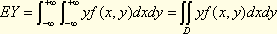 EY = ∫_{-∞}^{+∞} ∫_{-∞}^{+∞} yf(x, y)dxdy = ∬_D yf(x, y)dxdy